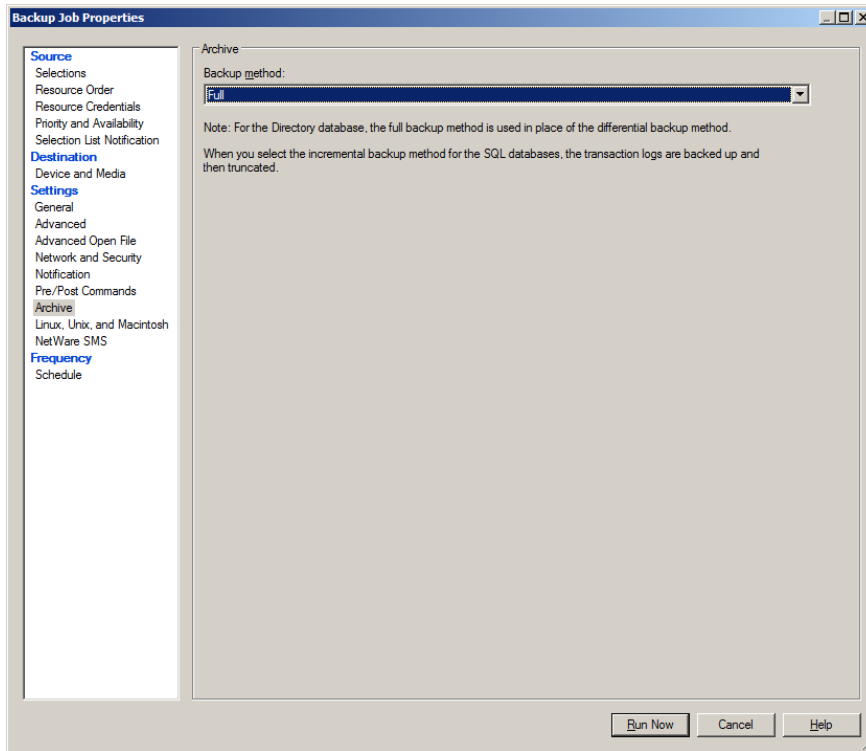 Backup Job Properties
Source
Selections
Resource Order
Resource Credentials
Priority and Availability
Selection List Notification
Destination
Device and Media
Settings
General
Advanced
Advanced Open File
Network and Security
Notification
Pre/Post Commands
Archive
Linux, Unix, and Macintosh
NetWare SMS
Frequency
Schedule
Archive
Backup method:
Full
Note: For the Directory database, the full backup method is used in place of the differential backup method.
When you select the incremental backup method for the SQL databases, the transaction logs are backed up and
then truncated.
Run Now
Cancel
Help